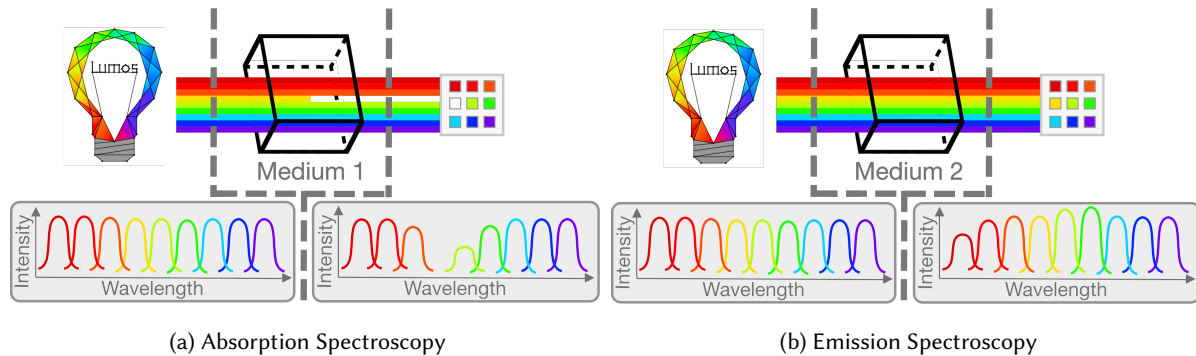 Lumos
Medium 1
Intensity
Wavelength
Intensity
Wavelength
(a) Absorption Spectroscopy
Lumos
Medium 2
Intensity
Wavelength
Intensity
Wavelength
(b) Emission Spectroscopy